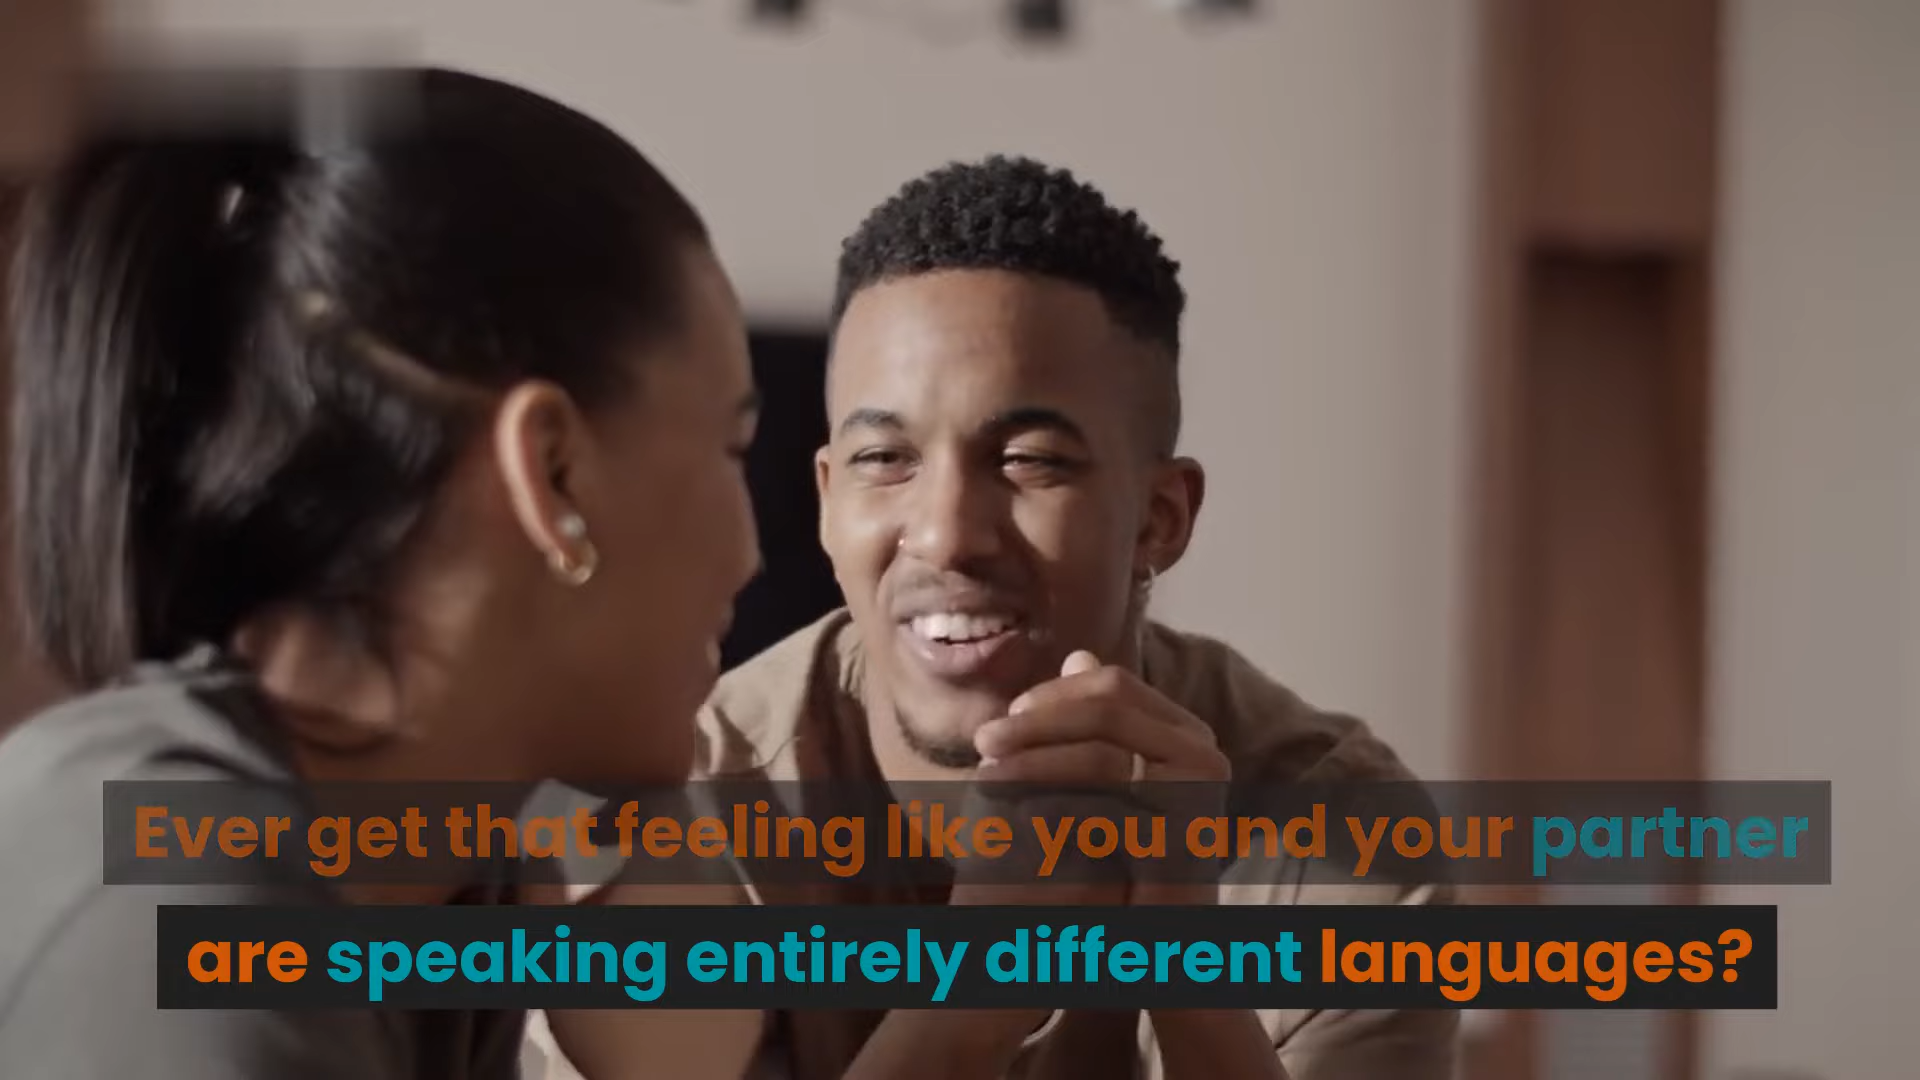 Ever get that feeling like you and your partner
are speaking entirely different languages?